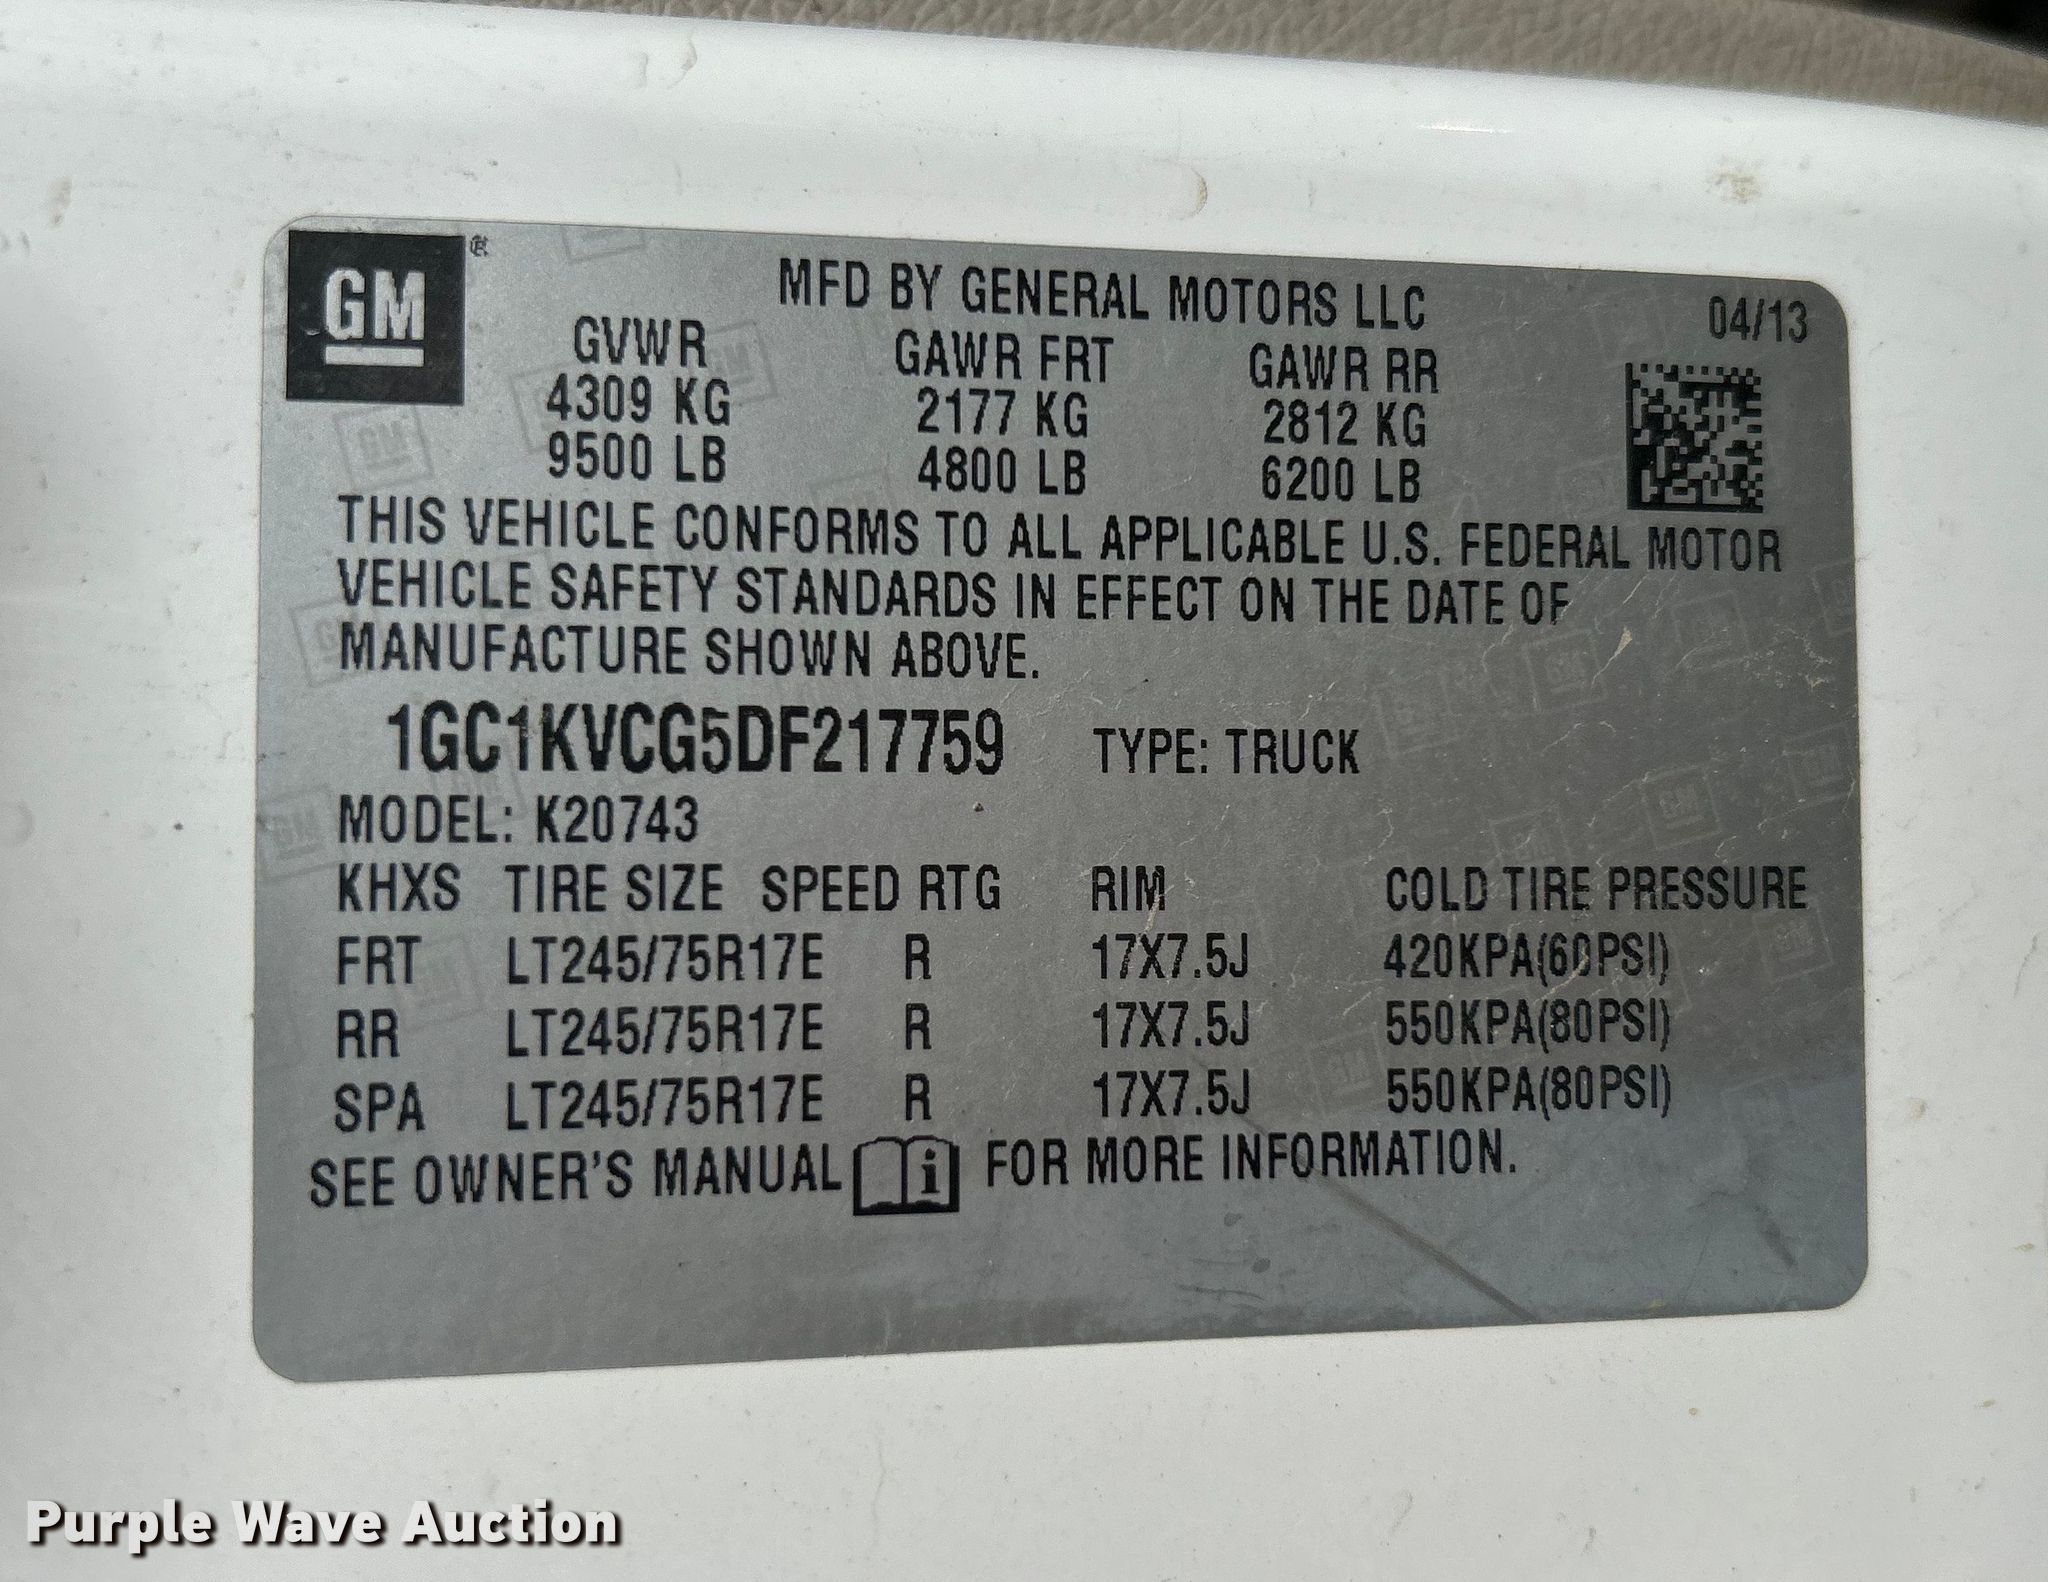 GM ®
MFD BY GENERAL MOTORS LLC 04/13
GVWR GAWR FRT GAWR RR
4309 KG 2177 KG 2812 KG
9500 LB 4800 LB 6200 LB
THIS VEHICLE CONFORMS TO ALL APPLICABLE U.S. FEDERAL MOTOR
VEHICLE SAFETY STANDARDS IN EFFECT ON THE DATE OF
MANUFACTURE SHOWN ABOVE.
1GC1KVCG5DF217759 TYPE: TRUCK
MODEL: K20743
KHXS TIRE SIZE SPEED RTG RIM COLD TIRE PRESSURE
FRT LT245/75R17E R 17X7.5J 420KPA(60PSI)
RR LT245/75R17E R 17X7.5J 550KPA(80PSI)
SPA LT245/75R17E R 17X7.5J 550KPA(80PSI)
SEE OWNER'S MANUAL i FOR MORE INFORMATION.
Purple Wave Auction